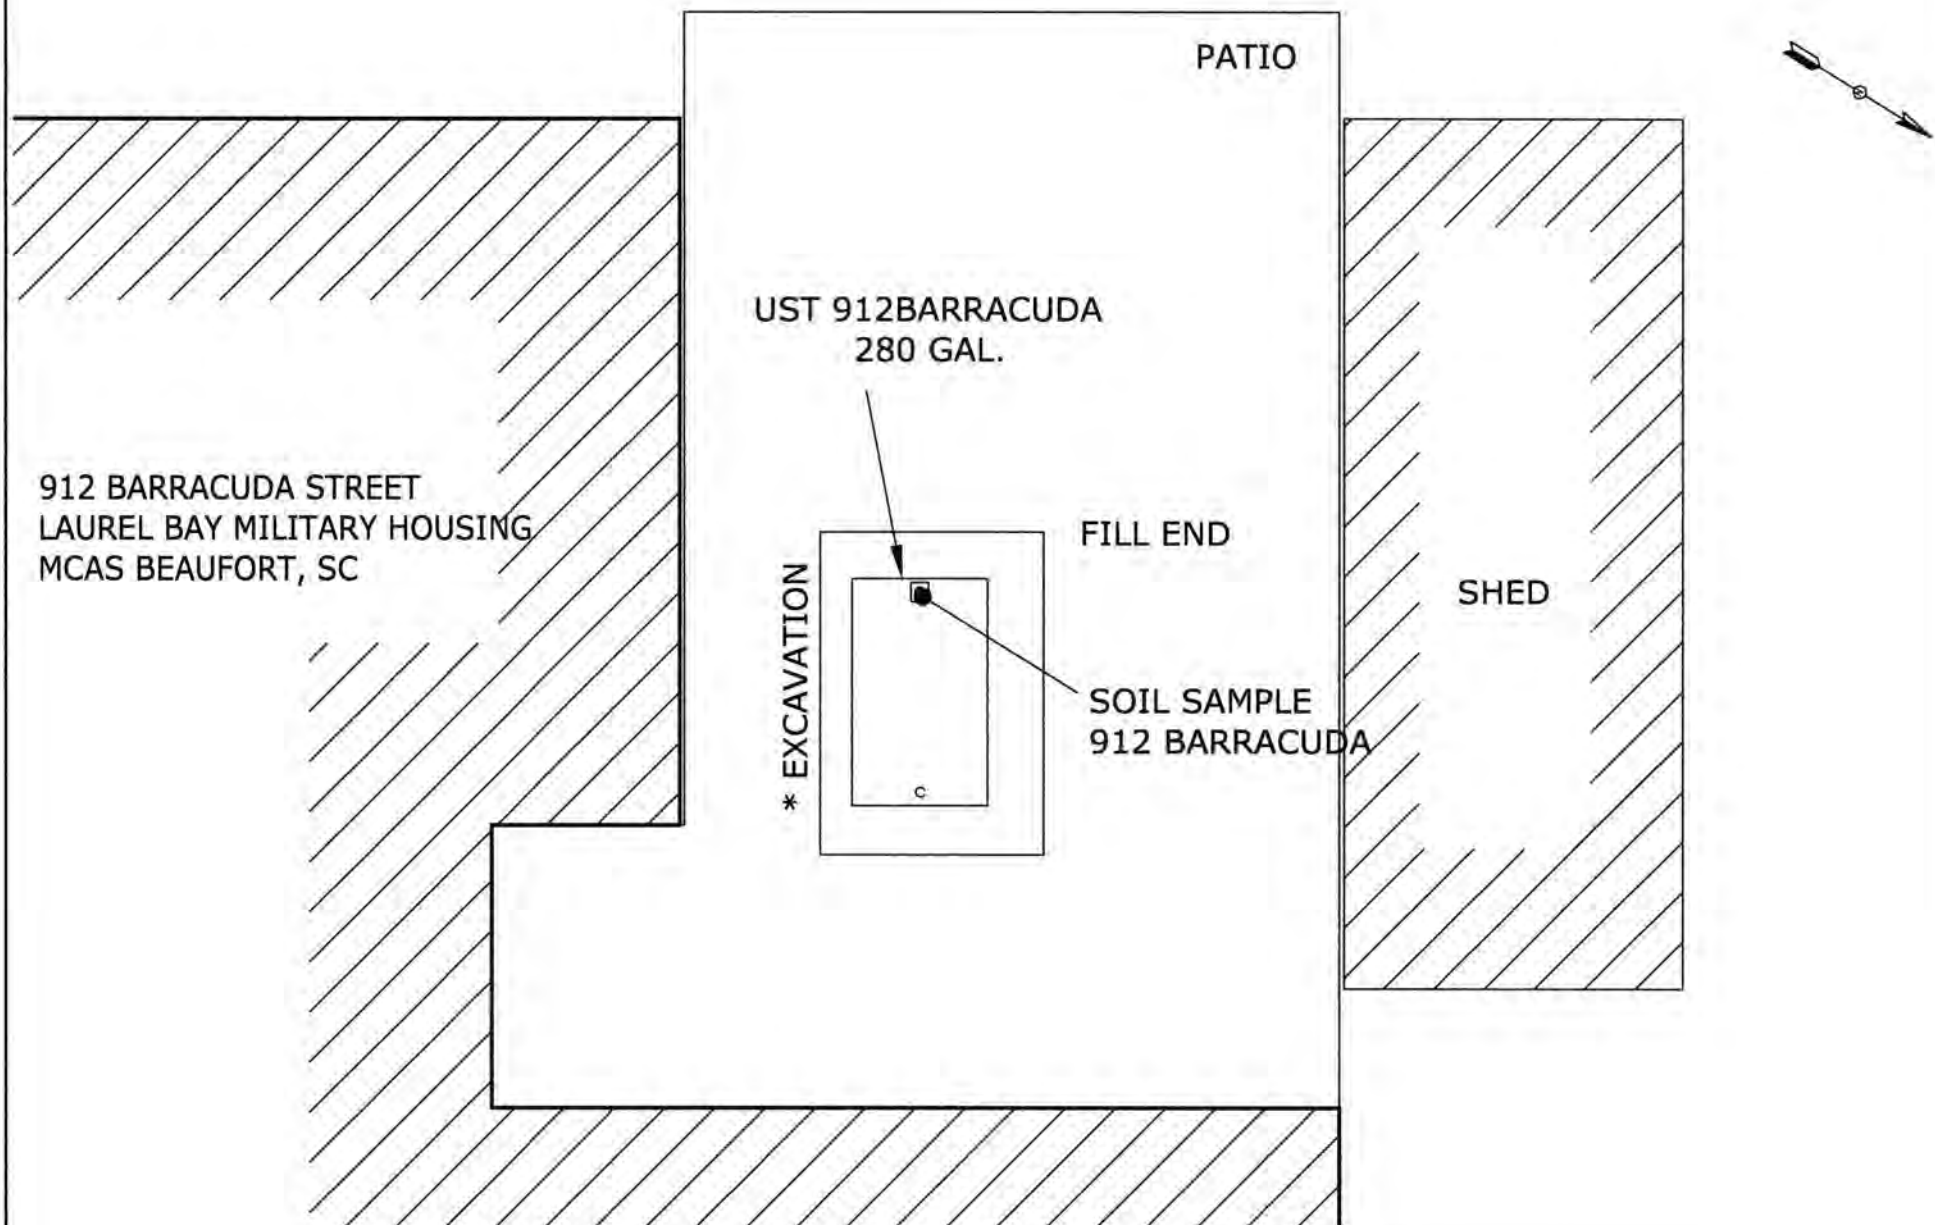 PATIO
UST 912BARRACUDA
280 GAL.
912 BARRACUDA STREET
LAUREL BAY MILITARY HOUSING
MCAS BEAUFORT, SC
FILL END
* EXCAVATION
SHED
SOIL SAMPLE
912 BARRACUDA